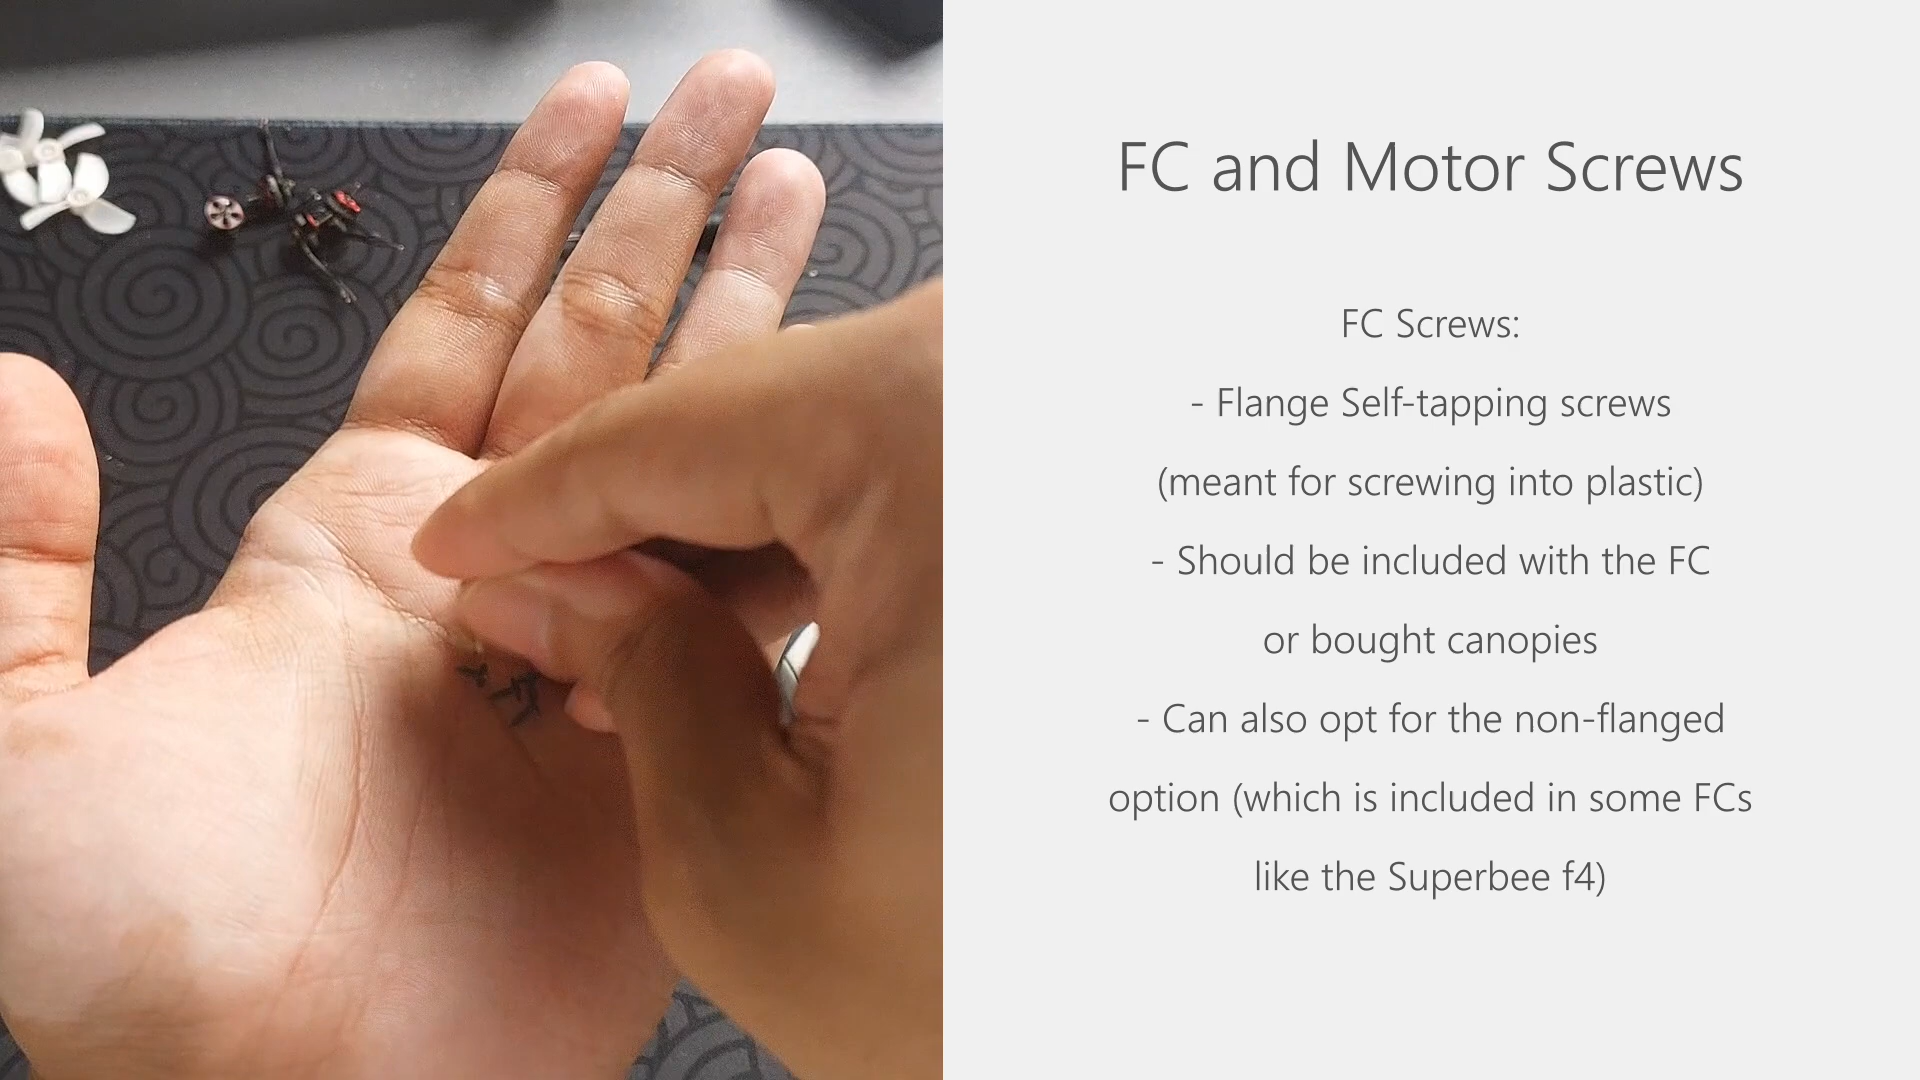 FC and Motor Screws
FC Screws:
- Flange Self-tapping screws
(meant for screwing into plastic)
- Should be included with the FC
or bought canopies
- Can also opt for the non-flanged
option (which is included in some FCs
like the Superbee f4)